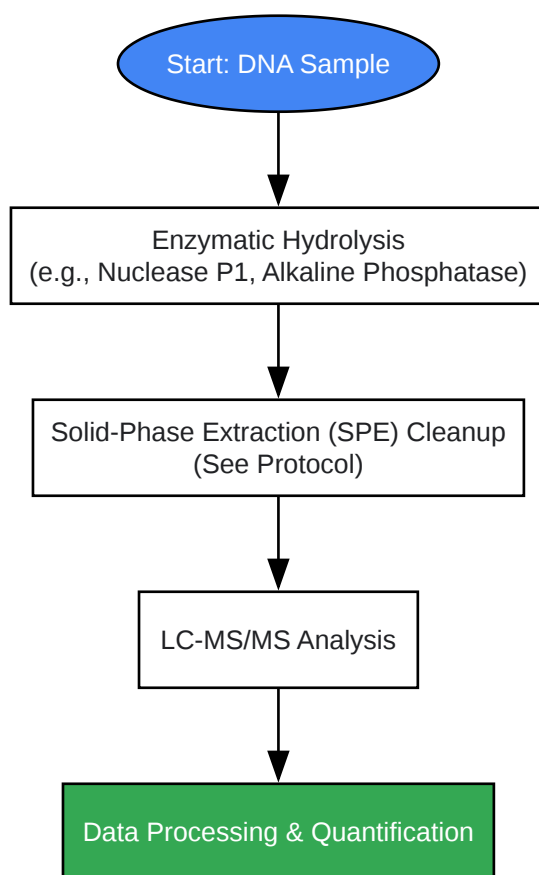 Start: DNA Sample
Enzymatic Hydrolysis
(e.g., Nuclease P1, Alkaline Phosphatase)
Solid-Phase Extraction (SPE) Cleanup
(See Protocol)
LC-MS/MS Analysis
Data Processing & Quantification